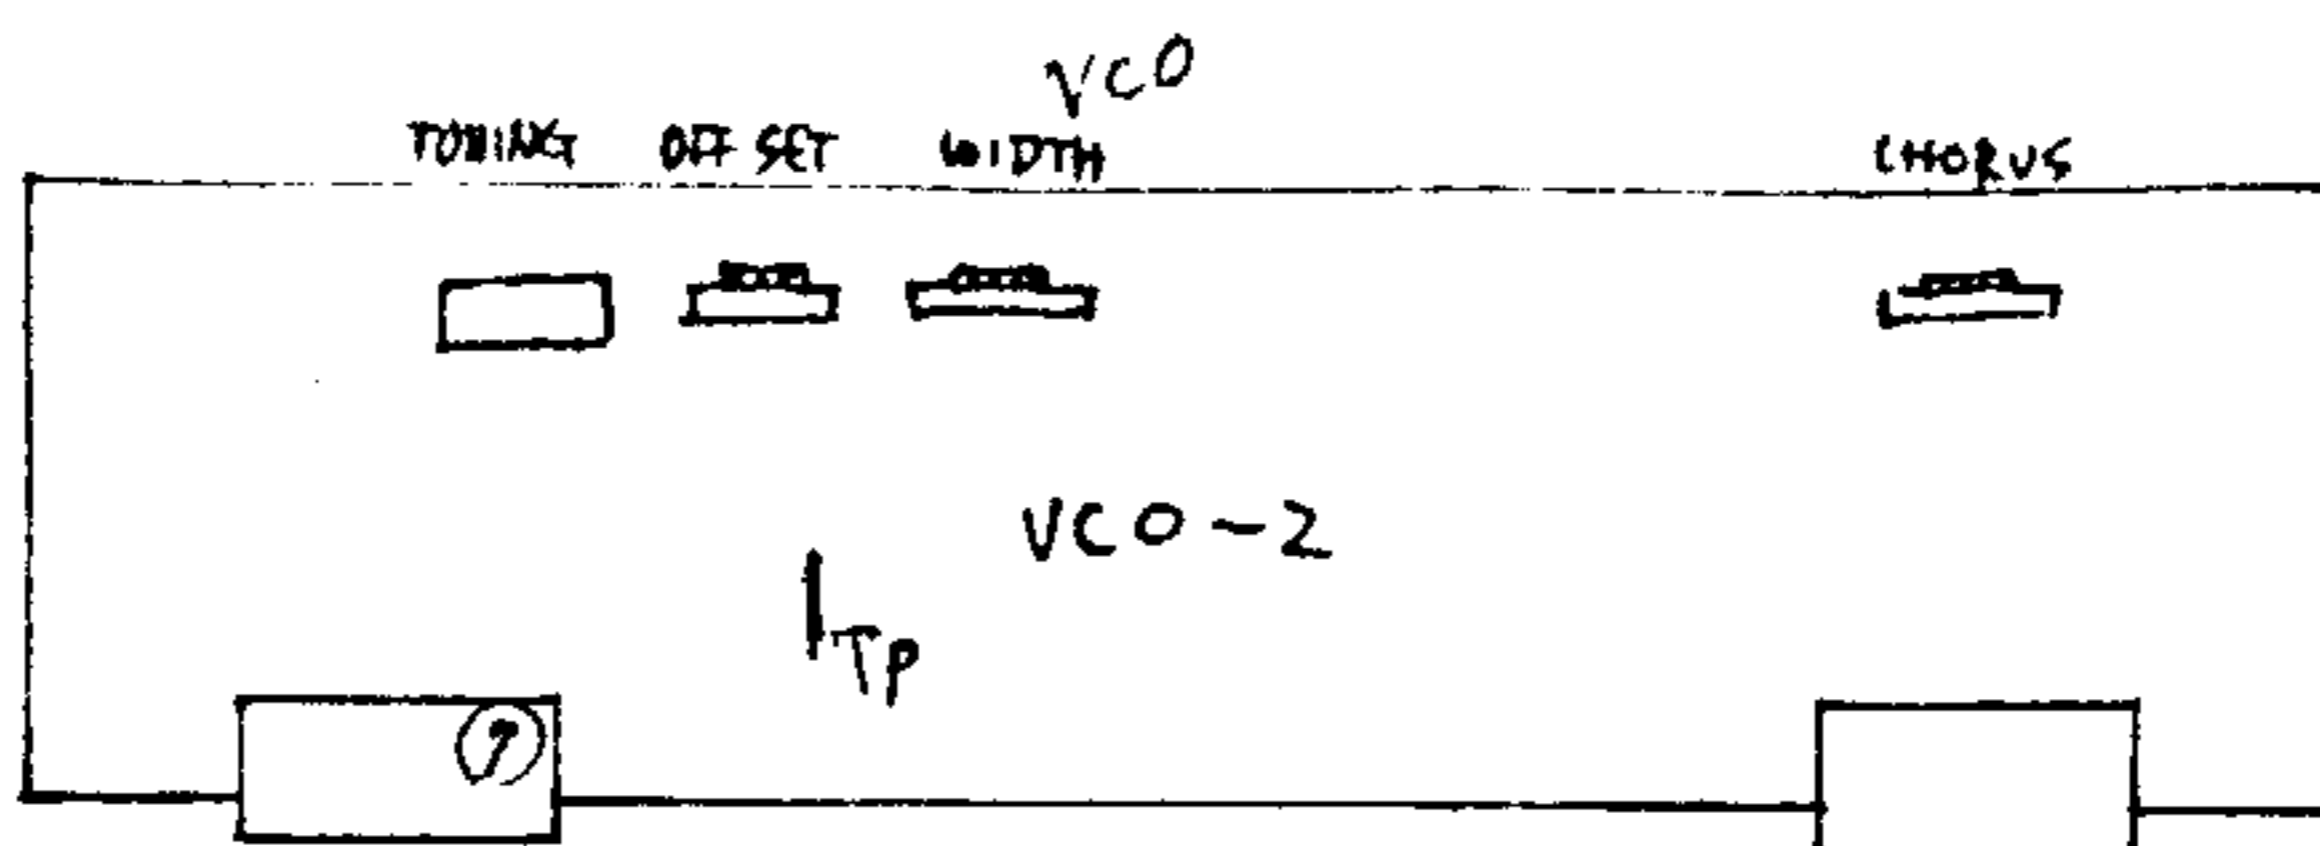 VCO
TUNING OFF SET WIDTH CHORUS
VCO-2
TP